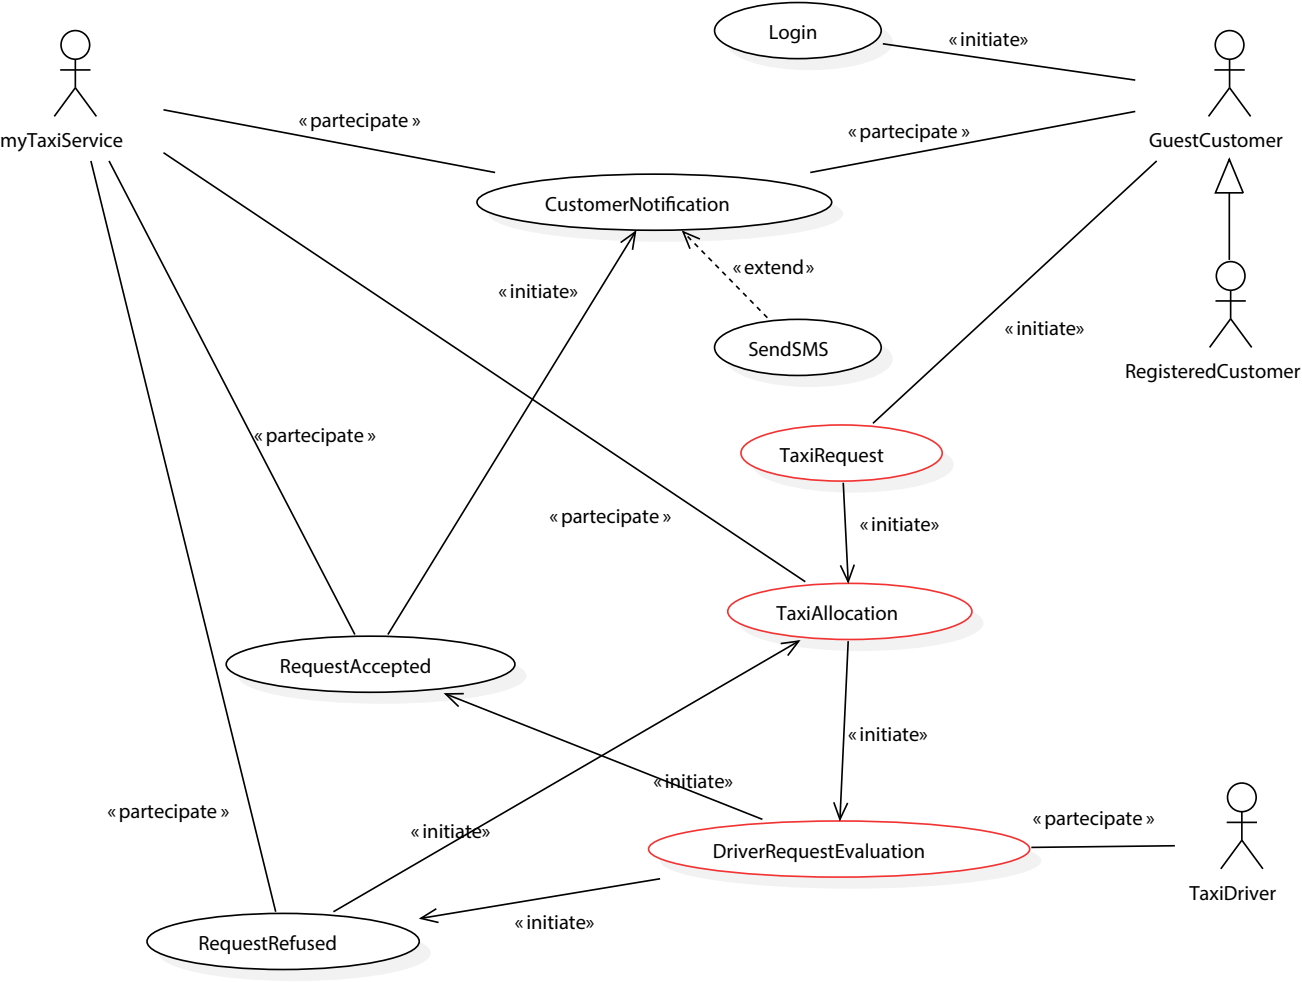 Login
«initiate»
myTaxiService
«partecipate»
«partecipate»
GuestCustomer
CustomerNotification
«extend»
«initiate»
«initiate»
SendSMS
RegisteredCustomer
«partecipate»
TaxiRequest
«partecipate»
«initiate»
TaxiAllocation
RequestAccepted
«initiate»
«initiate»
«partecipate»
«initiate»
«partecipate»
DriverRequestEvaluation
TaxiDriver
«initiate»
RequestRefused